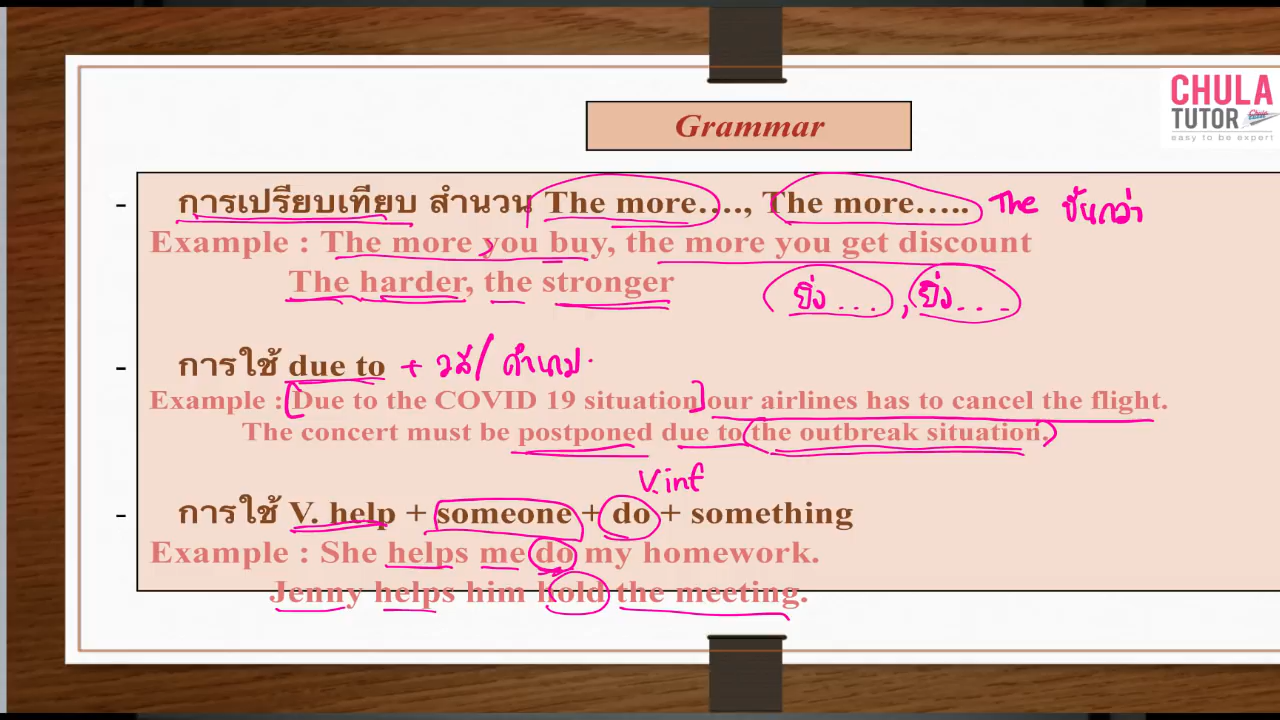 CHULA
TUTOR
easy to be expert
Grammar
- การเปรียบเทียบ สำนวน The more…., The more….. The ขั้นกว่า
Example : The more you buy, the more you get discount
The harder, the stronger ยิ่ง ... , ยิ่ง ...
- การใช้ due to + วลี / คำนาม
Example : Due to the COVID 19 situation our airlines has to cancel the flight.
The concert must be postponed due to the outbreak situation.
V.inf
- การใช้ V. help + someone + do + something
Example : She helps me do my homework.
Jenny helps him hold the meeting.